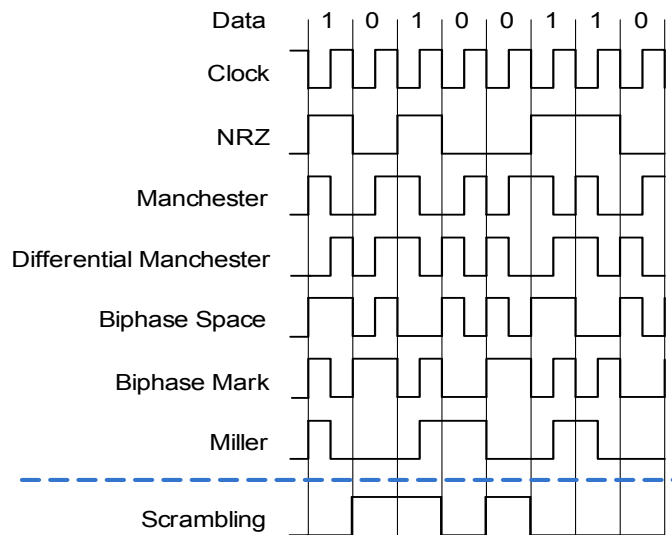 Data 1 0 1 0 0 1 1 0
Clock
NRZ
Manchester
Differential Manchester
Biphase Space
Biphase Mark
Miller
Scrambling